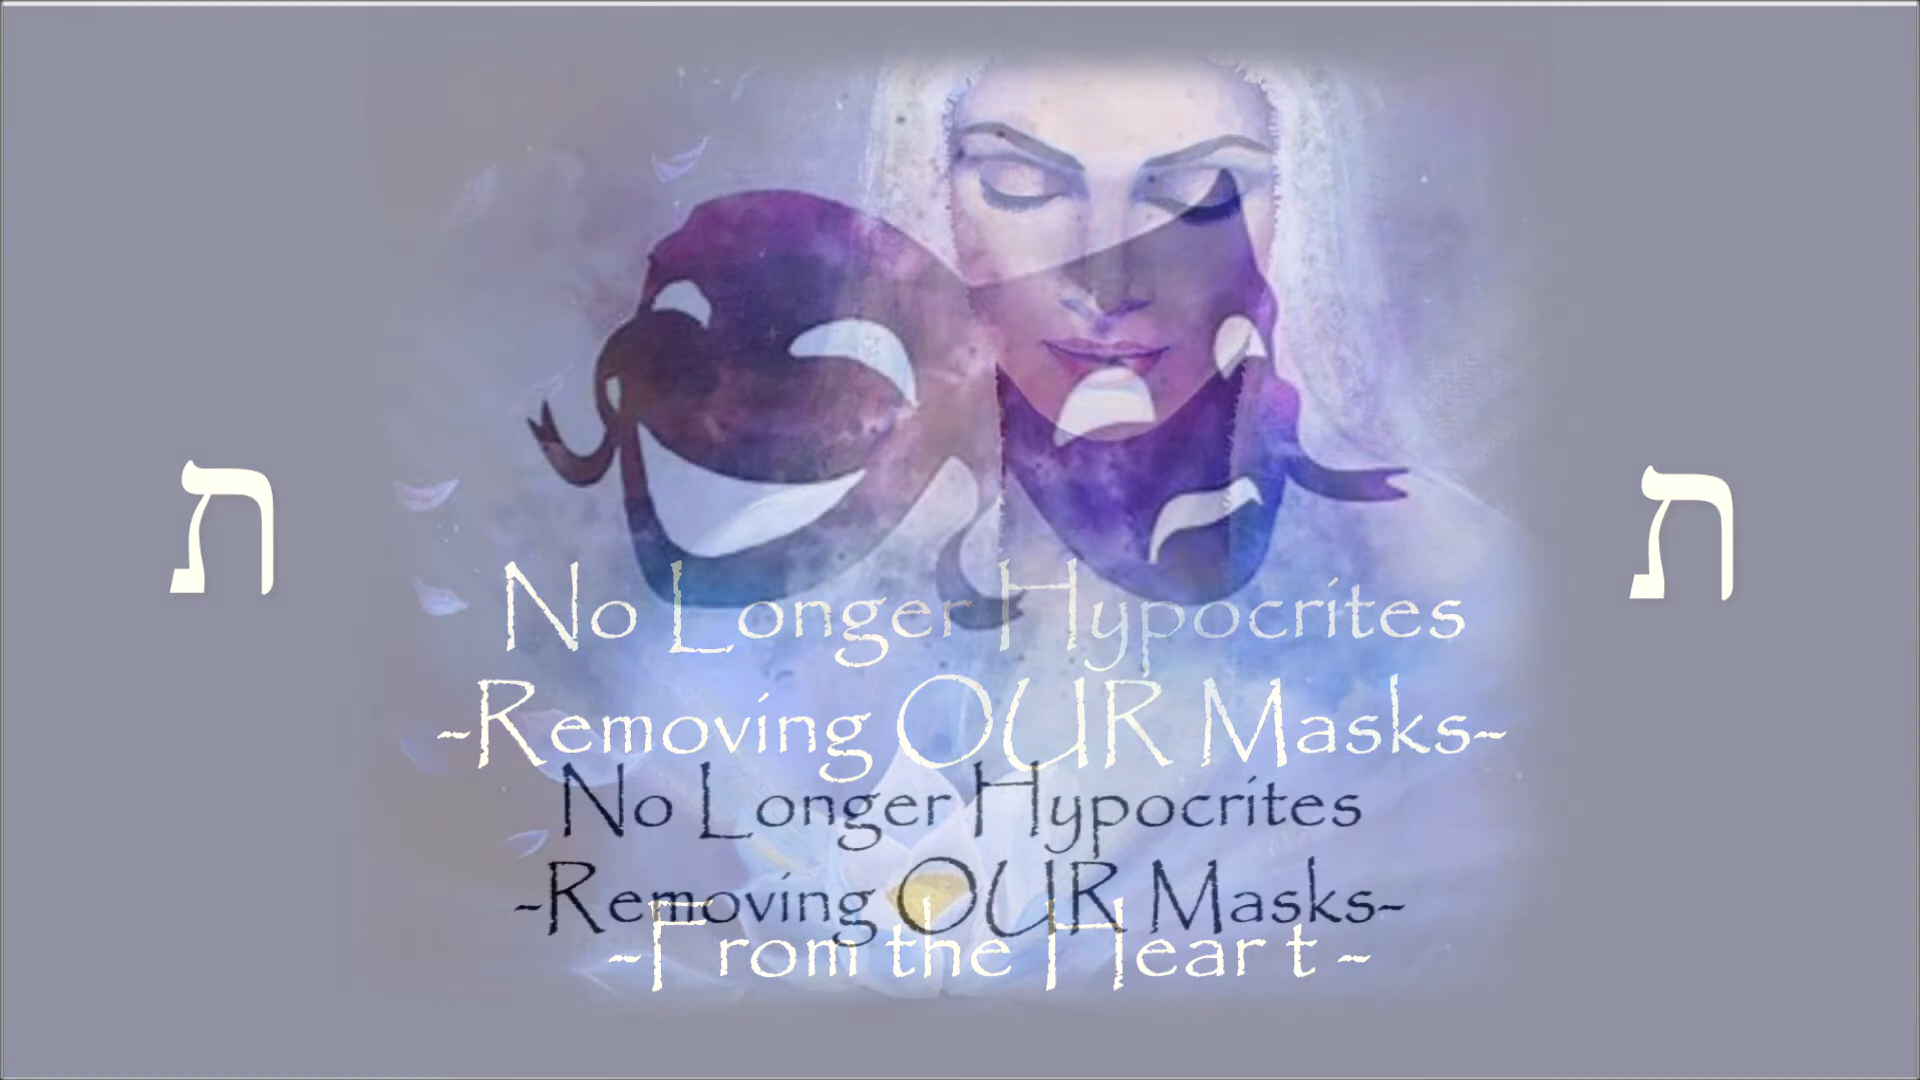 ת
ת
No Longer Hypocrites
-Removing OUR Masks-
No Longer Hypocrites
-Removing OUR Masks-
-From the Heart-